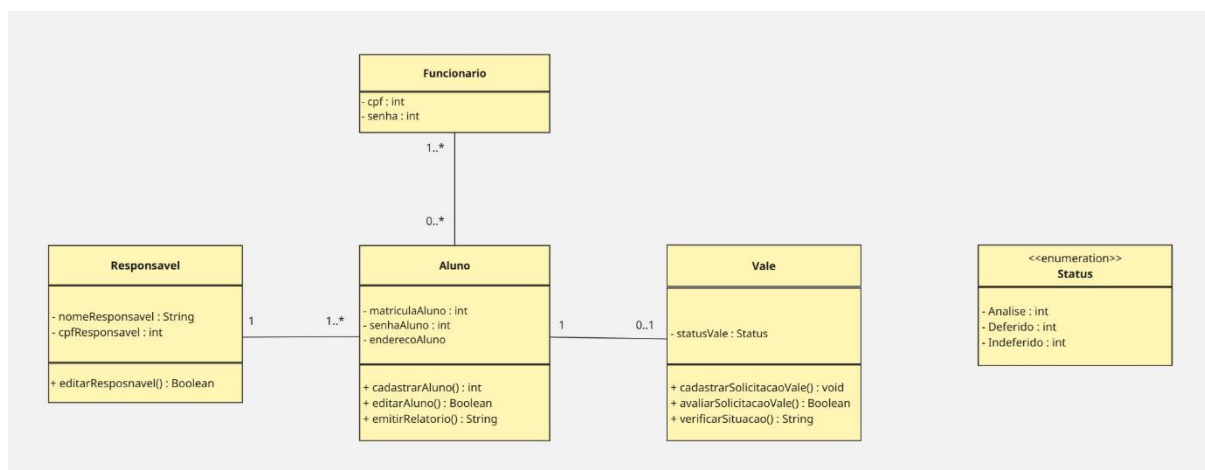 Funcionario
- cpf : int
- senha : int
1..*
0..*
Responsavel
- nomeResponsavel : String
- cpfResponsavel : int
+ editarResposnavel() : Boolean
1
1..*
Aluno
- matriculaAluno : int
- senhaAluno : int
- enderecoAluno
+ cadastrarAluno() : int
+ editarAluno() : Boolean
+ emitirRelatorio() : String
1
0..1
Vale
- statusVale : Status
+ cadastrarSolicitacaoVale() : void
+ avaliarSolicitacaoVale() : Boolean
+ verificarSituacao() : String
<<enumeration>>
Status
- Analise : int
- Deferido : int
- Indeferido : int